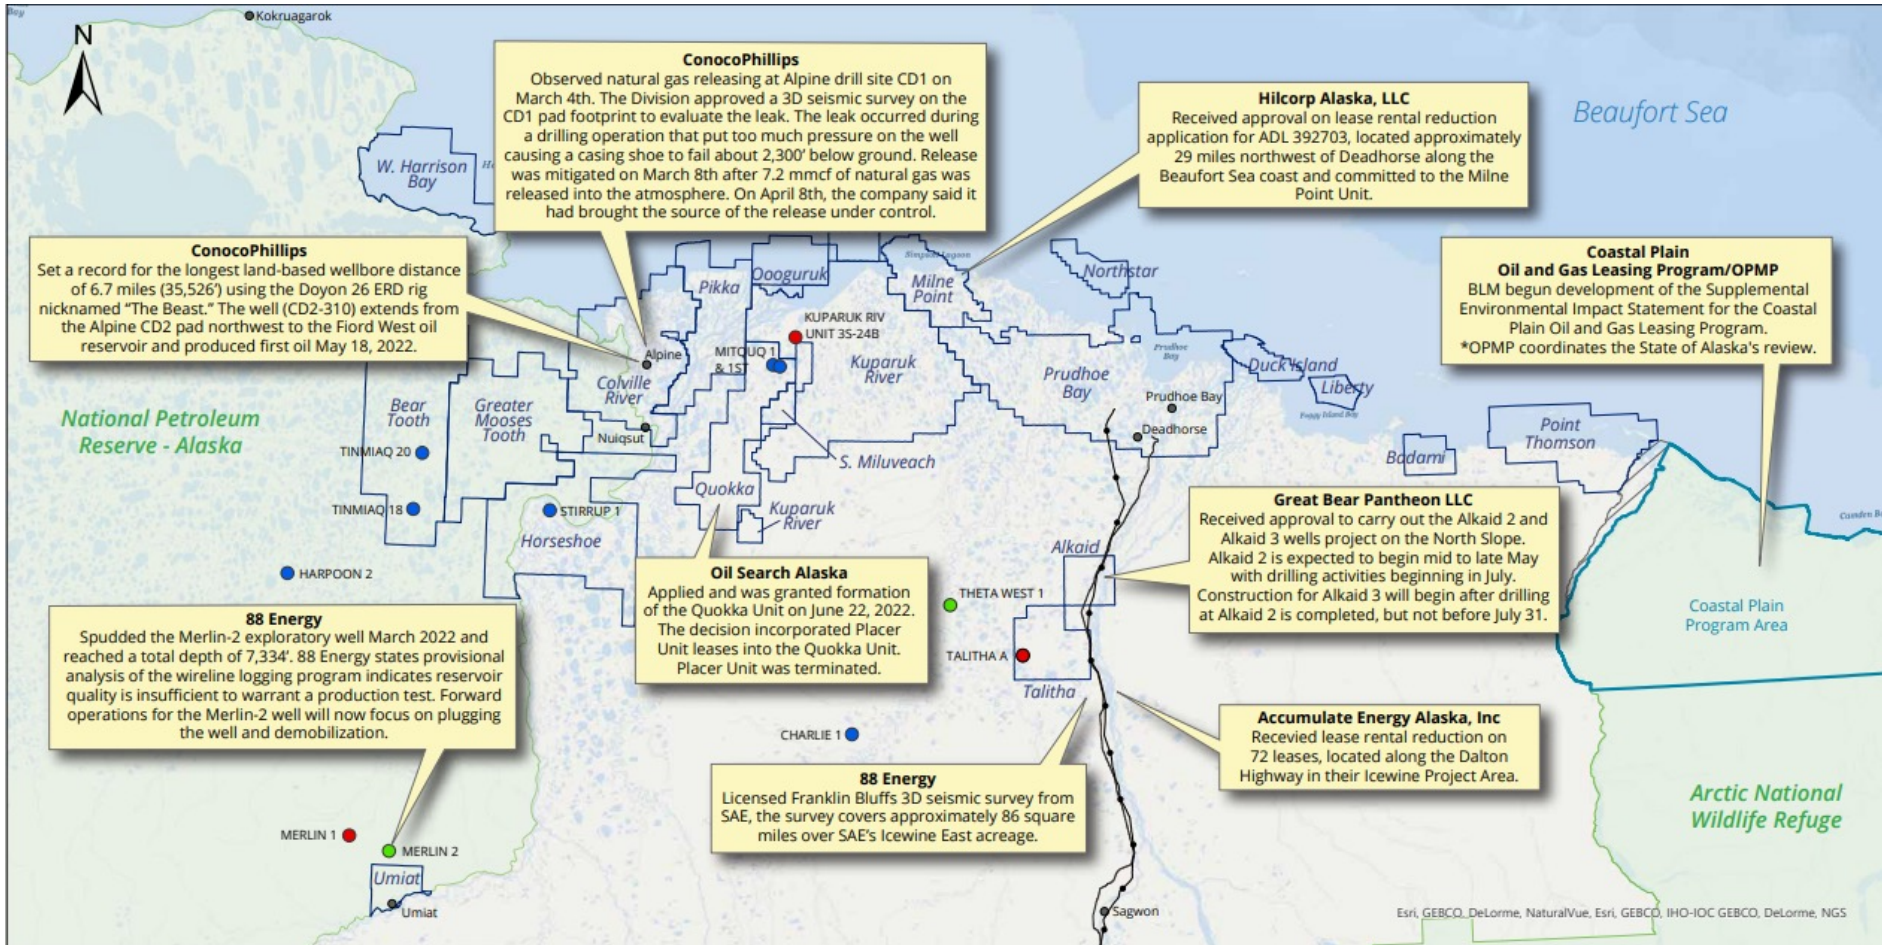 Bay
Kokruagarok
N
ConocoPhillips
Observed natural gas releasing at Alpine drill site CD1 on
March 4th. The Division approved a 3D seismic survey on the
CD1 pad footprint to evaluate the leak. The leak occurred during
a drilling operation that put too much pressure on the well
causing a casing shoe to fail about 2,300' below ground. Release
was mitigated on March 8th after 7.2 mmcf of natural gas was
released into the atmosphere. On April 8th, the company said it
had brought the source of the release under control.
Hilcorp Alaska, LLC
Received approval on lease rental reduction
application for ADL 392703, located approximately
29 miles northwest of Deadhorse along the
Beaufort Sea coast and committed to the Milne
Point Unit.
Beaufort Sea
W. Harrison
Bay
ConocoPhillips
Set a record for the longest land-based wellbore distance
of 6.7 miles (35,526') using the Doyon 26 ERD rig
nicknamed “The Beast.” The well (CD2-310) extends from
the Alpine CD2 pad northwest to the Fiord West oil
reservoir and produced first oil May 18, 2022.
Coastal Plain
Oil and Gas Leasing Program/OPMP
BLM begun development of the Supplemental
Environmental Impact Statement for the Coastal
Plain Oil and Gas Leasing Program.
*OPMP coordinates the State of Alaska's review.
Simpson Lagoon
Oooguruk
Pikka
Milne
Point
Northstar
KUPARUK RIV
UNIT 3S-24B
Alpine
MITQUQ 1
& 1ST
Colville
River
Kuparuk
River
Prudhoe
Bay
Prudhoe
Bay
Duck Island
Liberty
Foggy Island Bay
Prudhoe Bay
Deadhorse
National Petroleum
Reserve - Alaska
Bear
Tooth
Greater
Mooses
Tooth
Nuiqsut
TINMIAQ 20
S. Miluveach
Badami
Point
Thomson
TINMIAQ 18
STIRRUP 1
Horseshoe
Quokka
Kuparuk
River
Great Bear Pantheon LLC
Received approval to carry out the Alkaid 2 and
Alkaid 3 wells project on the North Slope.
Alkaid 2 is expected to begin mid to late May
with drilling activities beginning in July.
Construction for Alkaid 3 will begin after drilling
at Alkaid 2 is completed, but not before July 31.
Alkaid
HARPOON 2
Oil Search Alaska
Applied and was granted formation
of the Quokka Unit on June 22, 2022.
The decision incorporated Placer
Unit leases into the Quokka Unit.
Placer Unit was terminated.
THETA WEST 1
Coastal Plain
Program Area
88 Energy
Spudded the Merlin-2 exploratory well March 2022 and
reached a total depth of 7,334'. 88 Energy states provisional
analysis of the wireline logging program indicates reservoir
quality is insufficient to warrant a production test. Forward
operations for the Merlin-2 well will now focus on plugging
the well and demobilization.
TALITHA A
Talitha
CHARLIE 1
Accumulate Energy Alaska, Inc
Recevied lease rental reduction on
72 leases, located along the Dalton
Highway in their Icewine Project Area.
88 Energy
Licensed Franklin Bluffs 3D seismic survey from
SAE, the survey covers approximately 86 square
miles over SAE's Icewine East acreage.
Arctic National
Wildlife Refuge
MERLIN 1
MERLIN 2
Umiat
Umiat
Sagwon
Esri, GEBCO, DeLorme, NaturalVue, Esri, GEBCO, IHO-IOC GEBCO, DeLorme, NGS